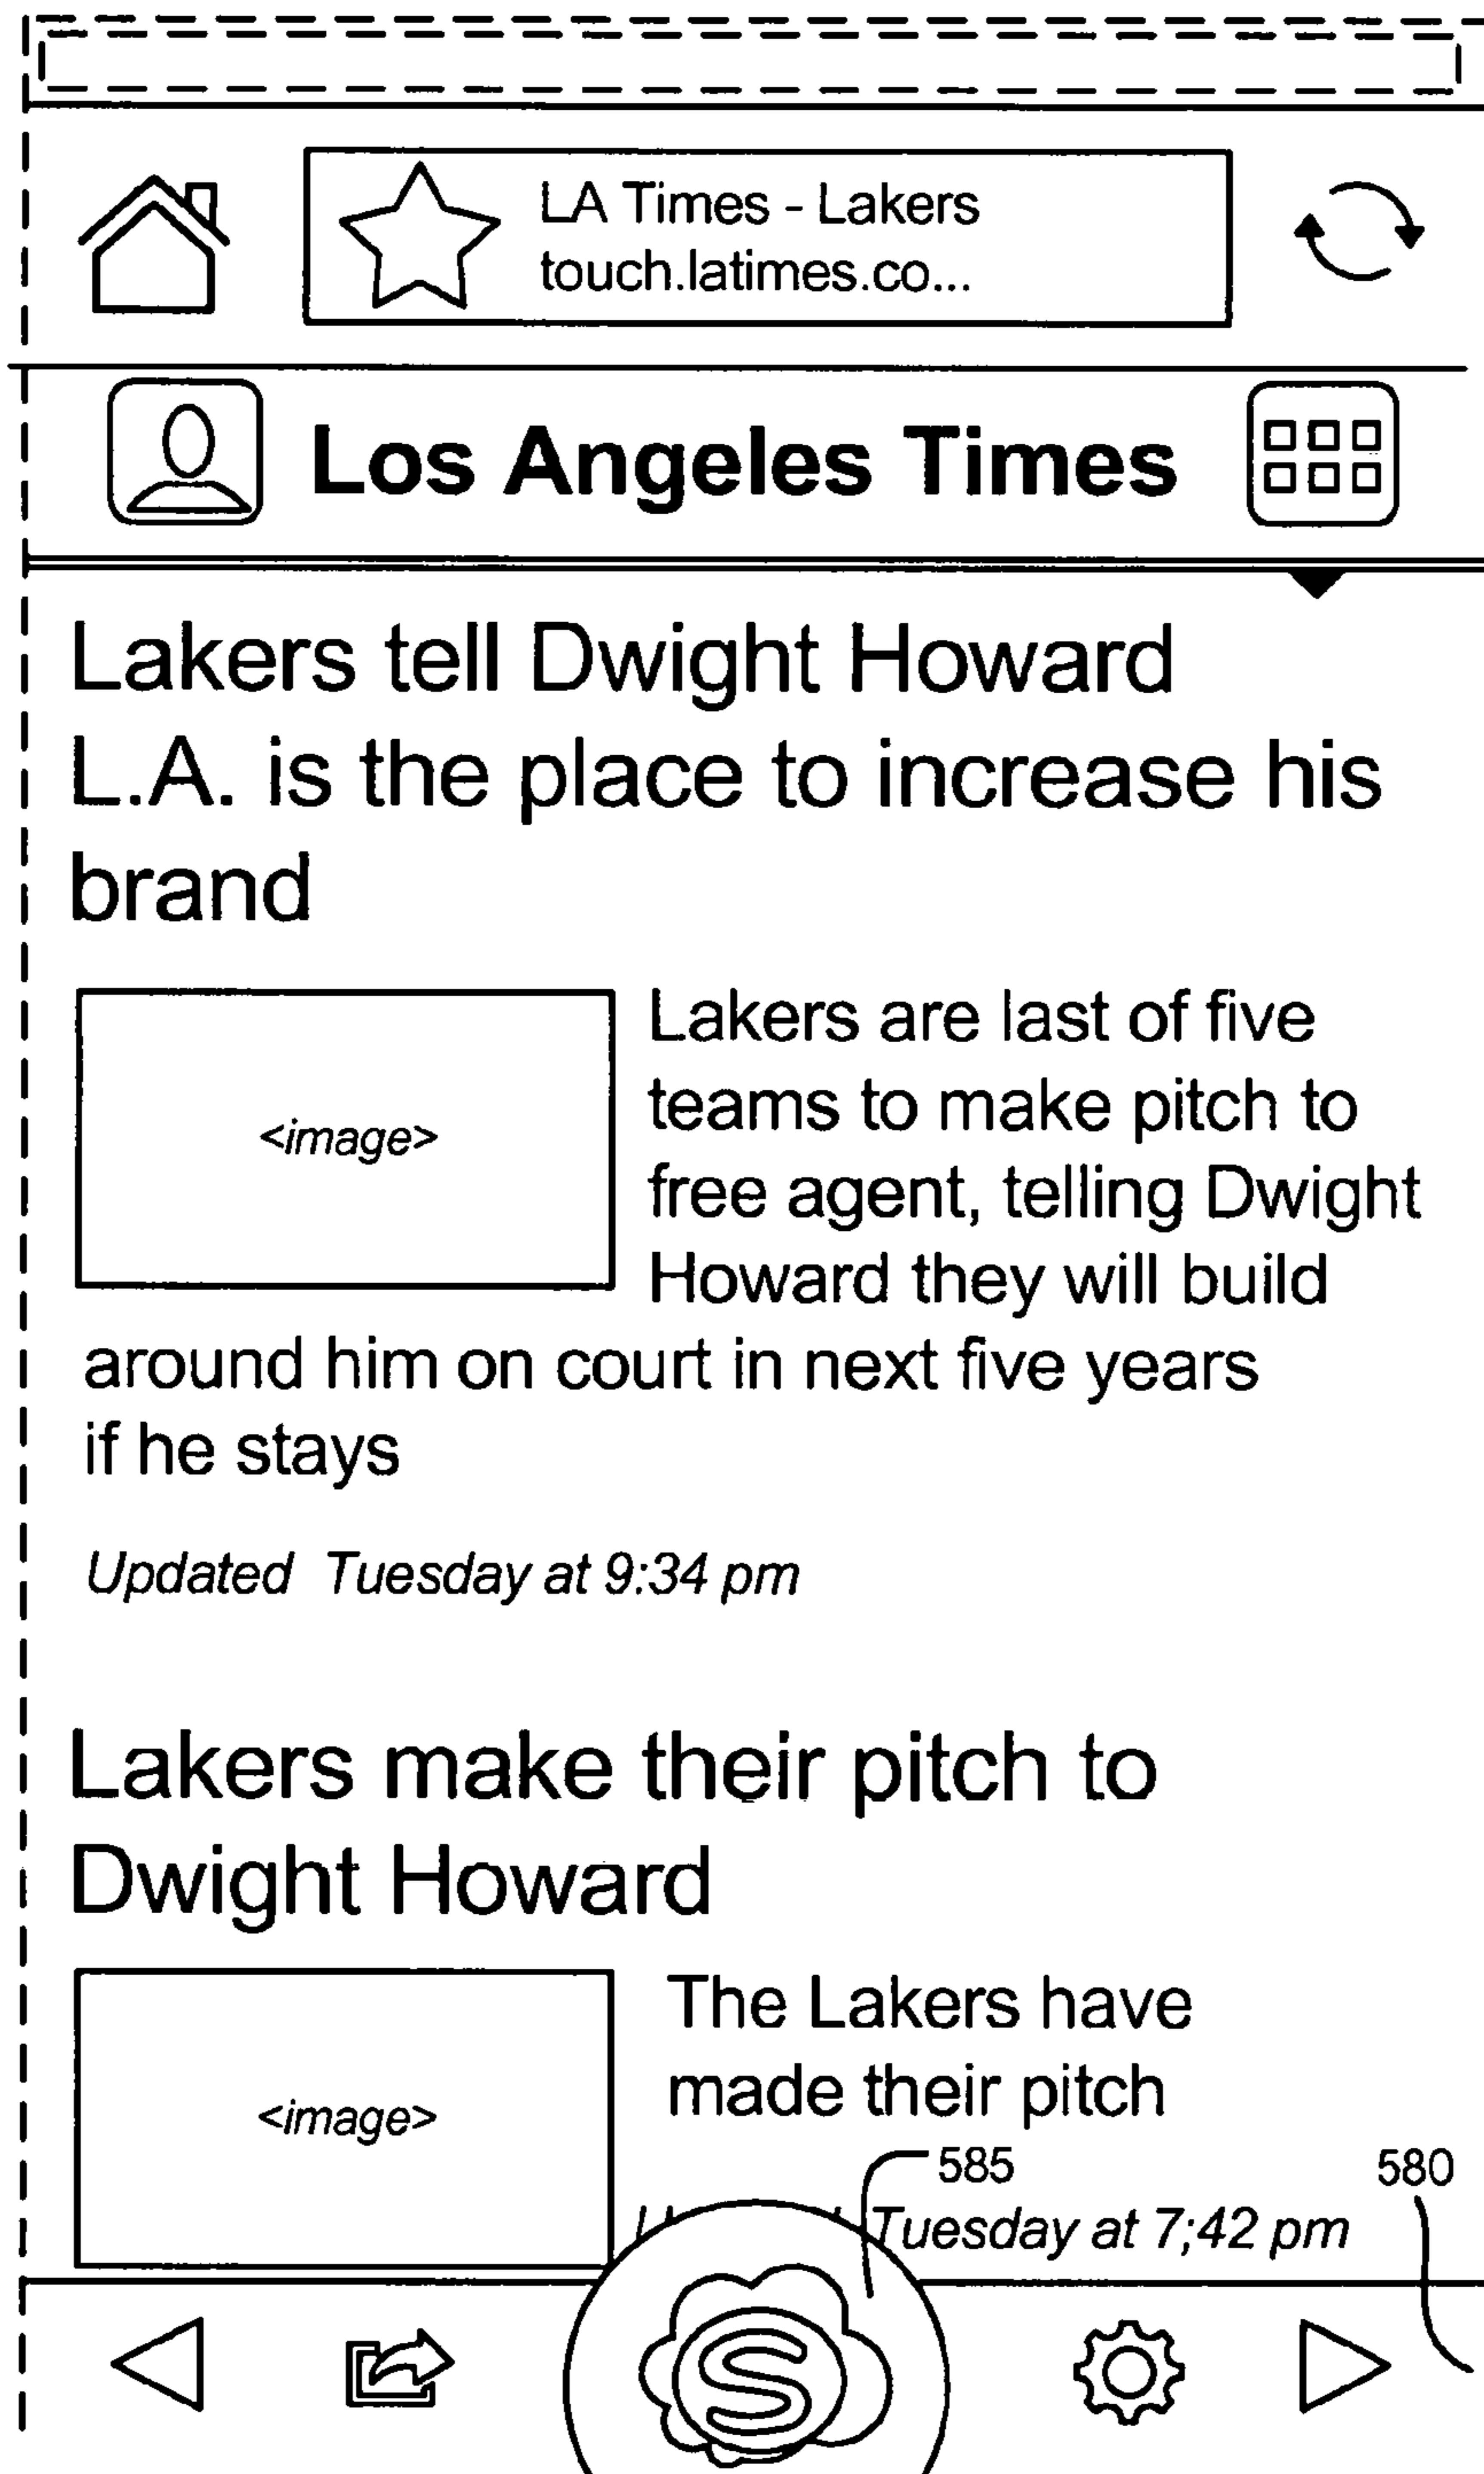 LA Times - Lakers
touch.latimes.co...
Los Angeles Times
Lakers tell Dwight Howard
L.A. is the place to increase his
brand
<image>
Lakers are last of five
teams to make pitch to
free agent, telling Dwight
Howard they will build
around him on court in next five years
if he stays
Updated Tuesday at 9:34 pm
Lakers make their pitch to
Dwight Howard
<image>
The Lakers have
made their pitch
585
580
Tuesday at 7;42 pm
S